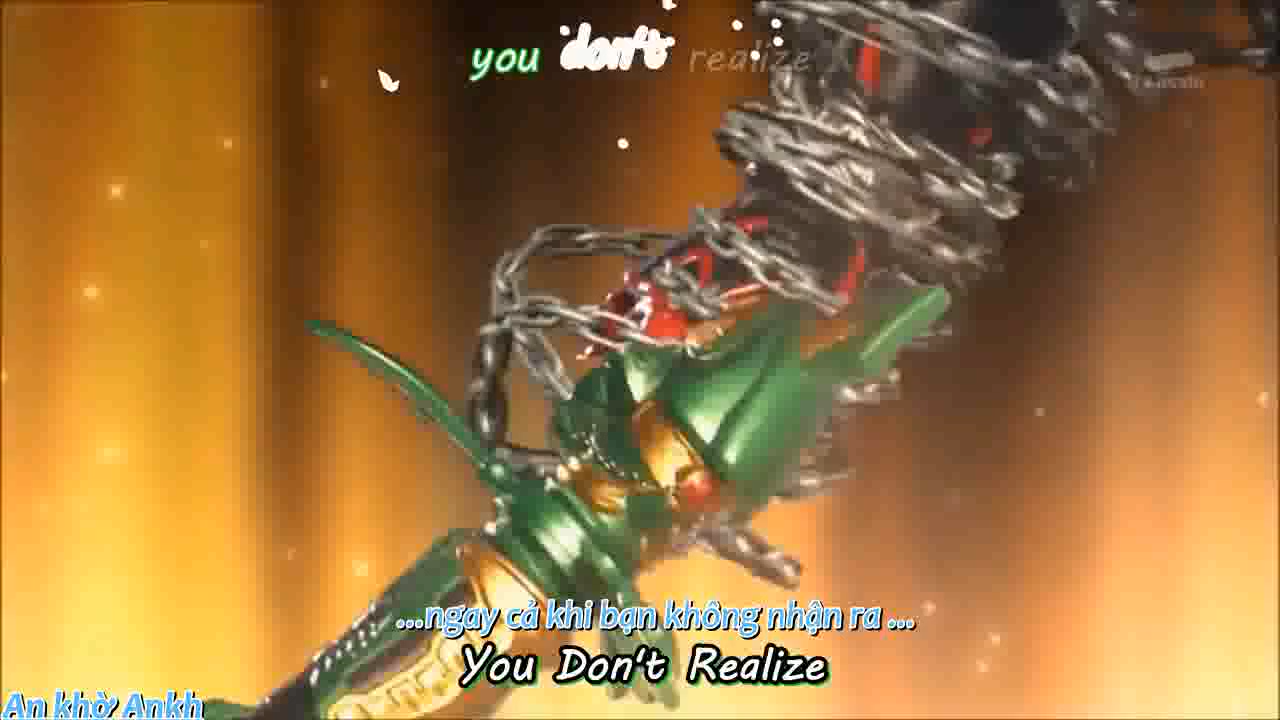 you don't realize
...ngay cả khi bạn không nhận ra ...
You Don't Realize
An khờ Ankh